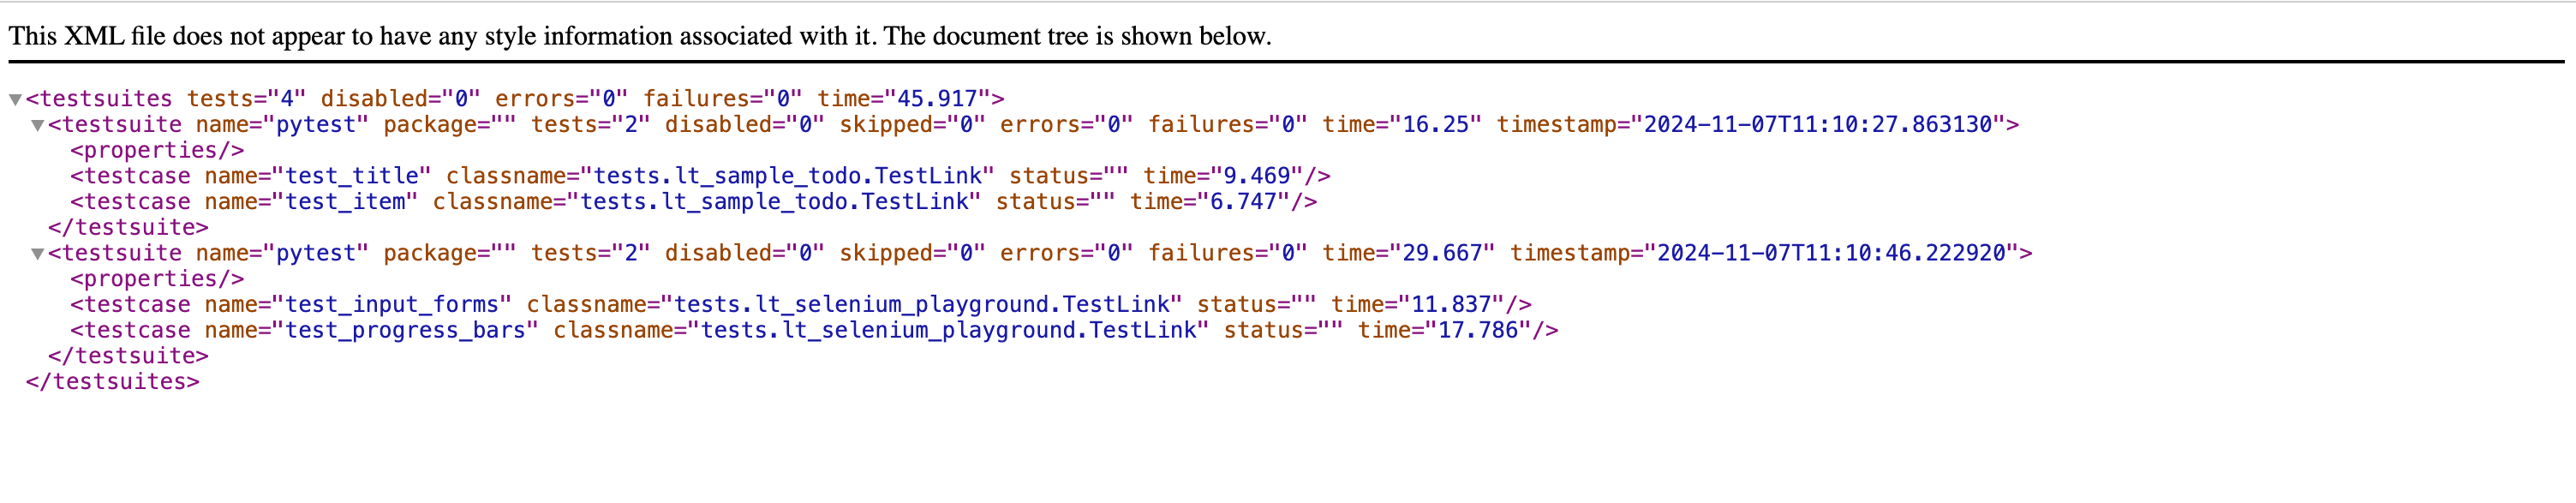 This XML file does not appear to have any style information associated with it. The document tree is shown below.
▼<testsuites tests="4" disabled="0" errors="0" failures="0" time="45.917">
▼<testsuite name="pytest" package="" tests="2" disabled="0" skipped="0" errors="0" failures="0" time="16.25" timestamp="2024-11-07T11:10:27.863130">
<properties/>
<testcase name="test_title" classname="tests.lt_sample_todo.TestLink" status="" time="9.469"/>
<testcase name="test_item" classname="tests.lt_sample_todo.TestLink" status="" time="6.747"/>
</testsuite>
▼<testsuite name="pytest" package="" tests="2" disabled="0" skipped="0" errors="0" failures="0" time="29.667" timestamp="2024-11-07T11:10:46.222920">
<properties/>
<testcase name="test_input_forms" classname="tests.lt_selenium_playground.TestLink" status="" time="11.837"/>
<testcase name="test_progress_bars" classname="tests.lt_selenium_playground.TestLink" status="" time="17.786"/>
</testsuite>
</testsuites>